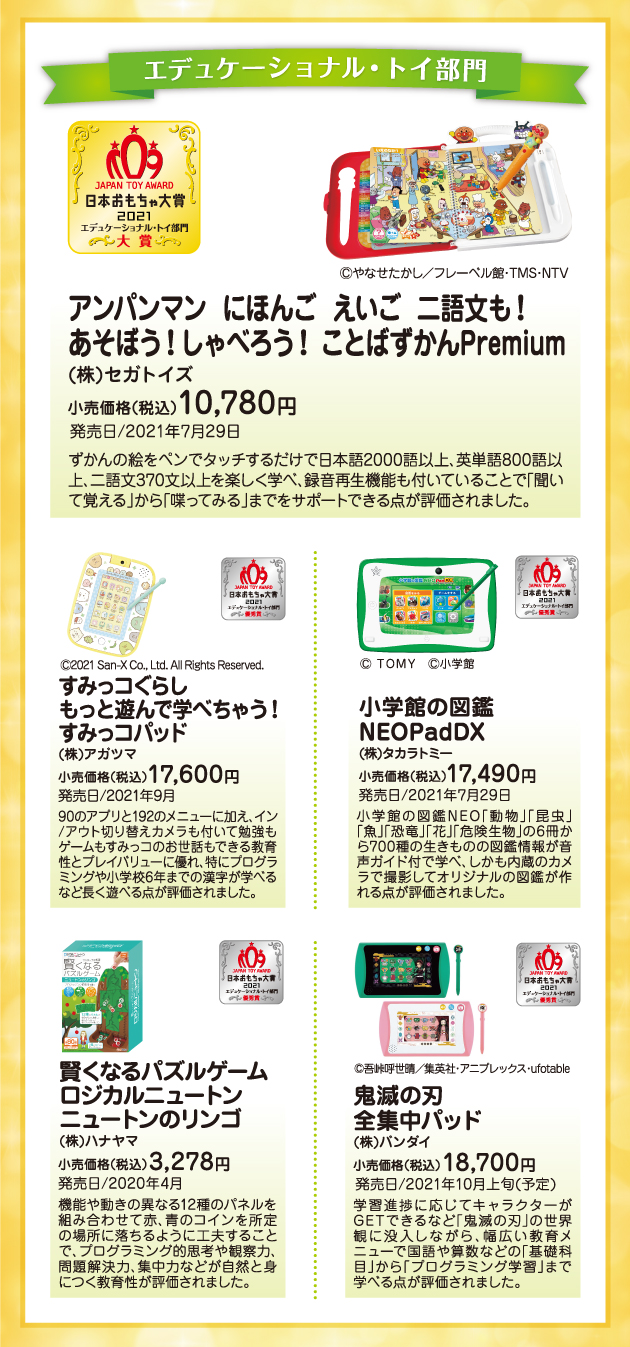 エデュケーショナル・トイ部門
JAPAN TOY AWARD
日本おもちゃ大賞
2021
エデュケーショナル・トイ部門
大賞
©やなせたかし／フレーベル館・TMS・NTV
アンパンマン にほんご えいご 二語文も！
あそぼう！しゃべろう！ ことばずかんPremium
(株)セガトイズ
小売価格(税込)10,780円
発売日/2021年7月29日
ずかんの絵をペンでタッチするだけで日本語2000語以上、英単語800語以
上、二語文370文以上を楽しく学べ、録音再生機能も付いていることで「聞い
て覚える」から「喋ってみる」までをサポートできる点が評価されました。
JAPAN TOY AWARD
日本おもちゃ大賞
2021
エデュケーショナル・トイ部門
優秀賞
©2021 San-X Co., Ltd. All Rights Reserved.
すみっコぐらし
もっと遊んで学べちゃう！
すみっコパッド
(株)アガツマ
小売価格(税込)17,600円
発売日/2021年9月
90のアプリと192のメニューに加え、イン
/アウト切り替えカメラも付いて勉強も
ゲームもすみっコのお世話もできる教育
性とプレイバリューに優れ、特にプログラ
ミングや小学校6年までの漢字が学べる
など長く遊べる点が評価されました。
JAPAN TOY AWARD
日本おもちゃ大賞
2021
エデュケーショナル・トイ部門
優秀賞
© TOMY ©小学館
小学館の図鑑
NEOPadDX
(株)タカラトミー
小売価格(税込)17,490円
発売日/2021年7月29日
小学館の図鑑NEO「動物」「昆虫」
「魚」「恐竜」「花」「危険生物」の6冊か
ら700種の生きものの図鑑情報が音
声ガイド付で学べ、しかも内蔵のカメ
ラで撮影してオリジナルの図鑑が作
れる点が評価されました。
賢くなる
パズルゲーム
JAPAN TOY AWARD
日本おもちゃ大賞
2021
エデュケーショナル・トイ部門
優秀賞
賢くなるパズルゲーム
ロジカルニュートン
ニュートンのリンゴ
(株)ハナヤマ
小売価格(税込)3,278円
発売日/2020年4月
機能や動きの異なる12種のパネルを
組み合わせて赤、青のコインを所定
の場所に落ちるように工夫すること
で、プログラミング的思考や観察力、
問題解決力、集中力などが自然と身
につく教育性が評価されました。
JAPAN TOY AWARD
日本おもちゃ大賞
2021
エデュケーショナル・トイ部門
優秀賞
©吾峠呼世晴／集英社・アニプレックス・ufotable
鬼滅の刃
全集中パッド
(株)バンダイ
小売価格(税込)18,700円
発売日/2021年10月上旬(予定)
学習進捗に応じてキャラクターが
GETできるなど「鬼滅の刃」の世界
観に没入しながら、幅広い教育メ
ニューで国語や算数などの「基礎科
目」から「プログラミング学習」まで
学べる点が評価されました。